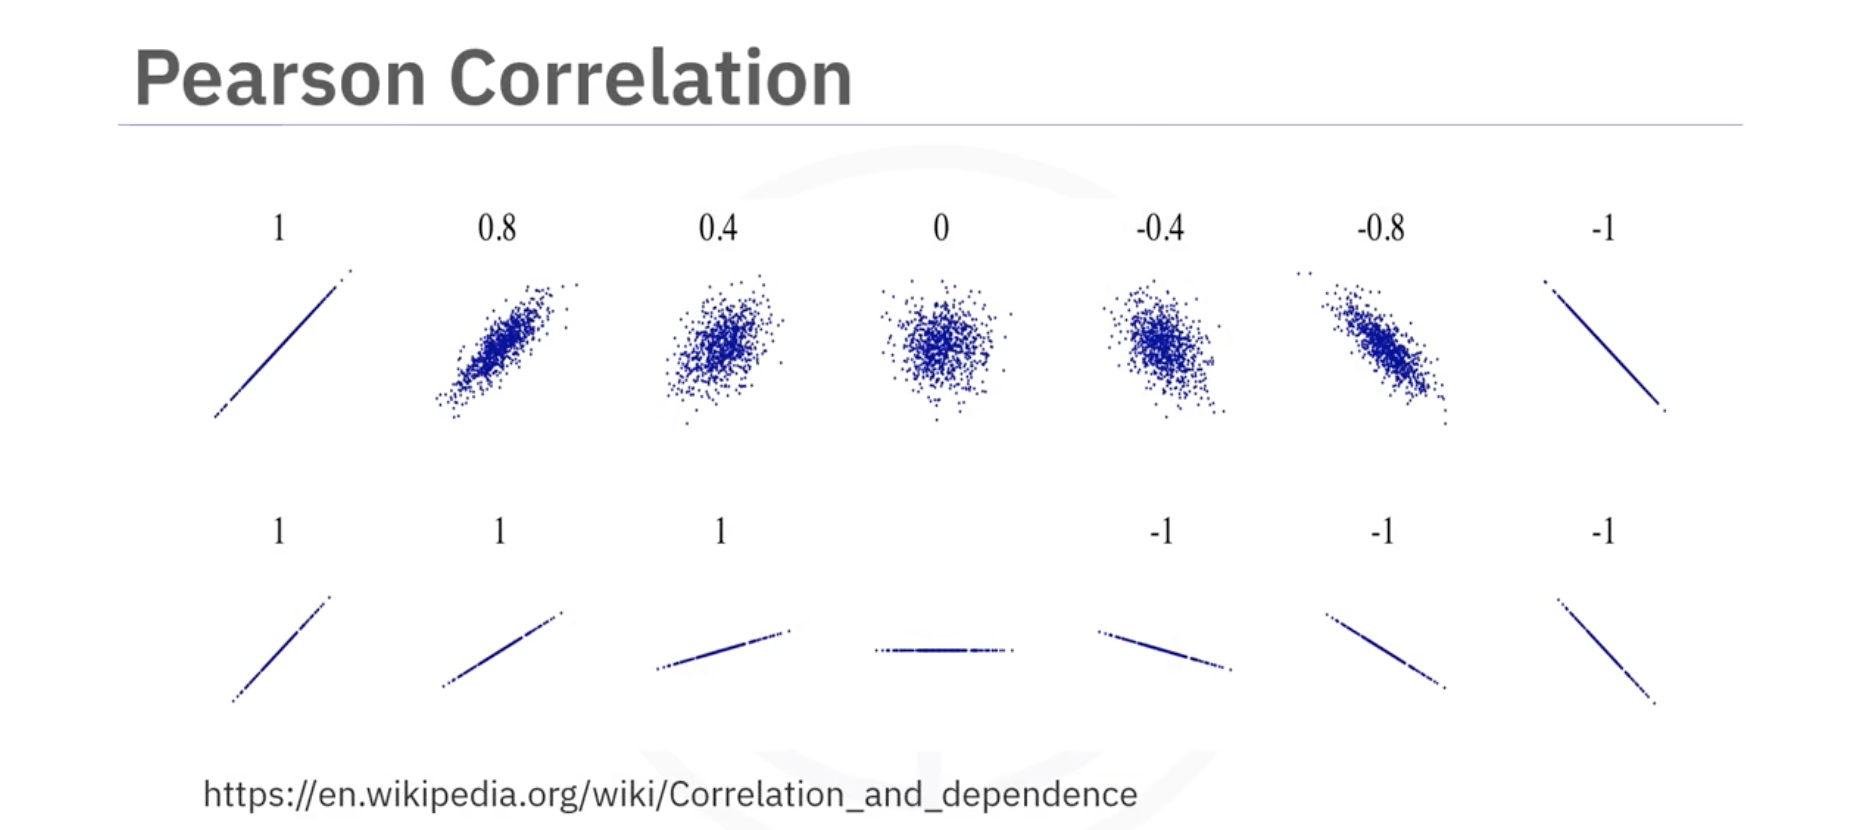 Pearson Correlation
1 0.8 0.4 0 -0.4 -0.8 -1
1 1 1 -1 -1 -1
https://en.wikipedia.org/wiki/Correlation_and_dependence